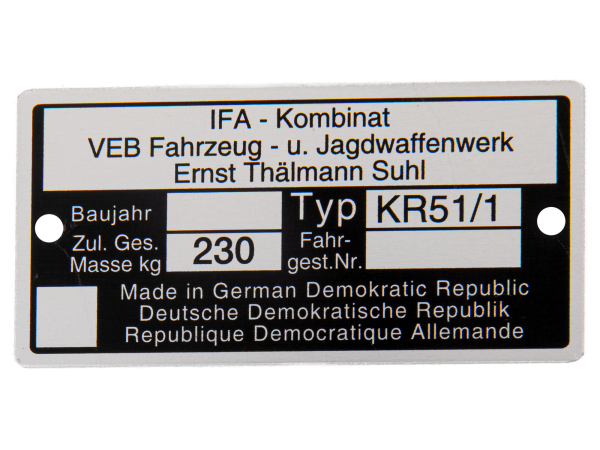 IFA - Kombinat
VEB Fahrzeug - u. Jagdwaffenwerk
Ernst Thälmann Suhl
Baujahr
Typ KR51/1
Zul. Ges.
Masse kg 230
Fahr-
gest.Nr.
Made in German Demokratic Republic
Deutsche Demokratische Republik
Republique Democratique Allemande